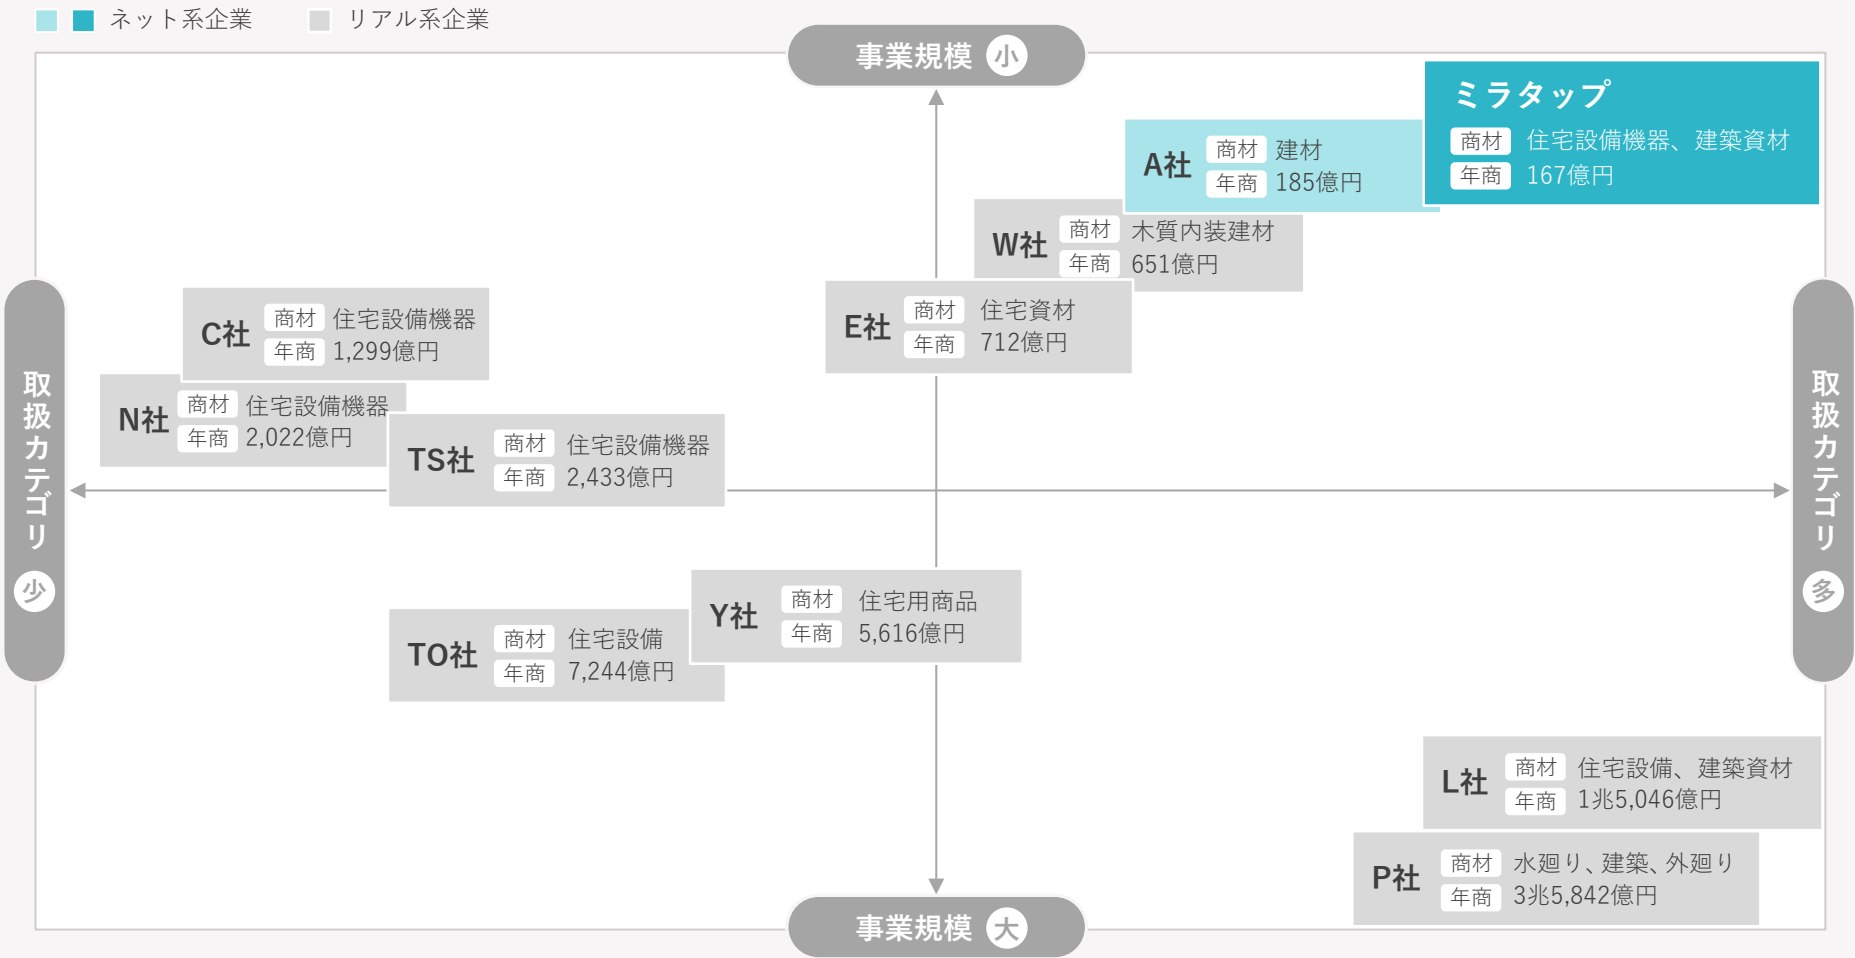 ネット系企業
リアル系企業
事業規模 小
ミラタップ
商材 住宅設備機器、建築資材
年商 167億円
A社
商材 建材
年商 185億円
W社
商材 木質内装建材
年商 651億円
E社
商材 住宅資材
年商 712億円
C社
商材 住宅設備機器
年商 1,299億円
N社
商材 住宅設備機器
年商 2,022億円
TS社
商材 住宅設備機器
年商 2,433億円
取扱カテゴリ 少
取扱カテゴリ 多
Y社
商材 住宅用商品
年商 5,616億円
TO社
商材 住宅設備
年商 7,244億円
L社
商材 住宅設備、建築資材
年商 1兆5,046億円
P社
商材 水廻り、建築、外廻り
年商 3兆5,842億円
事業規模 大